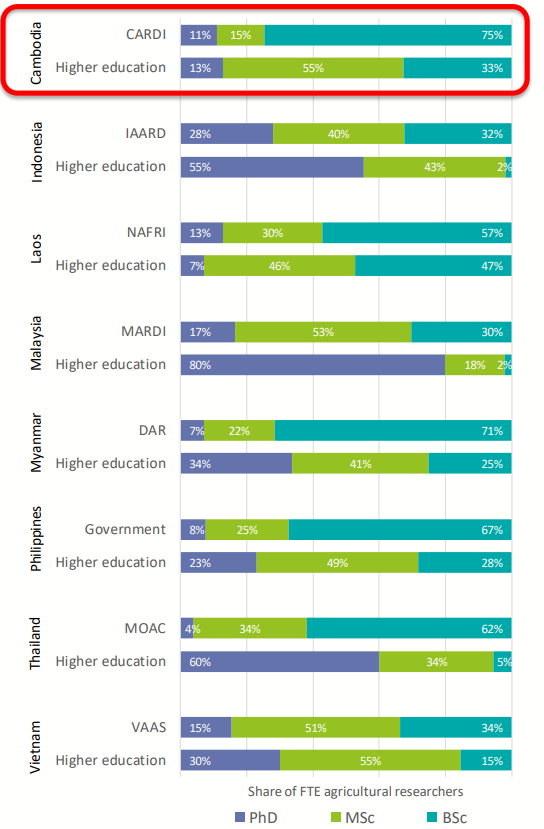 Cambodia
CARDI 11% 15% 75%
Higher education 13% 55% 33%
Indonesia
IAARD 28% 40% 32%
Higher education 55% 43% 2%
Laos
NAFRI 13% 30% 57%
Higher education 7% 46% 47%
Malaysia
MARDI 17% 53% 30%
Higher education 80% 18% 2%
Myanmar
DAR 7% 22% 71%
Higher education 34% 41% 25%
Philippines
Government 8% 25% 67%
Higher education 23% 49% 28%
Thailand
MOAC 4% 34% 62%
Higher education 60% 34% 5%
Vietnam
VAAS 15% 51% 34%
Higher education 30% 55% 15%
Share of FTE agricultural researchers
PhD MSc BSc